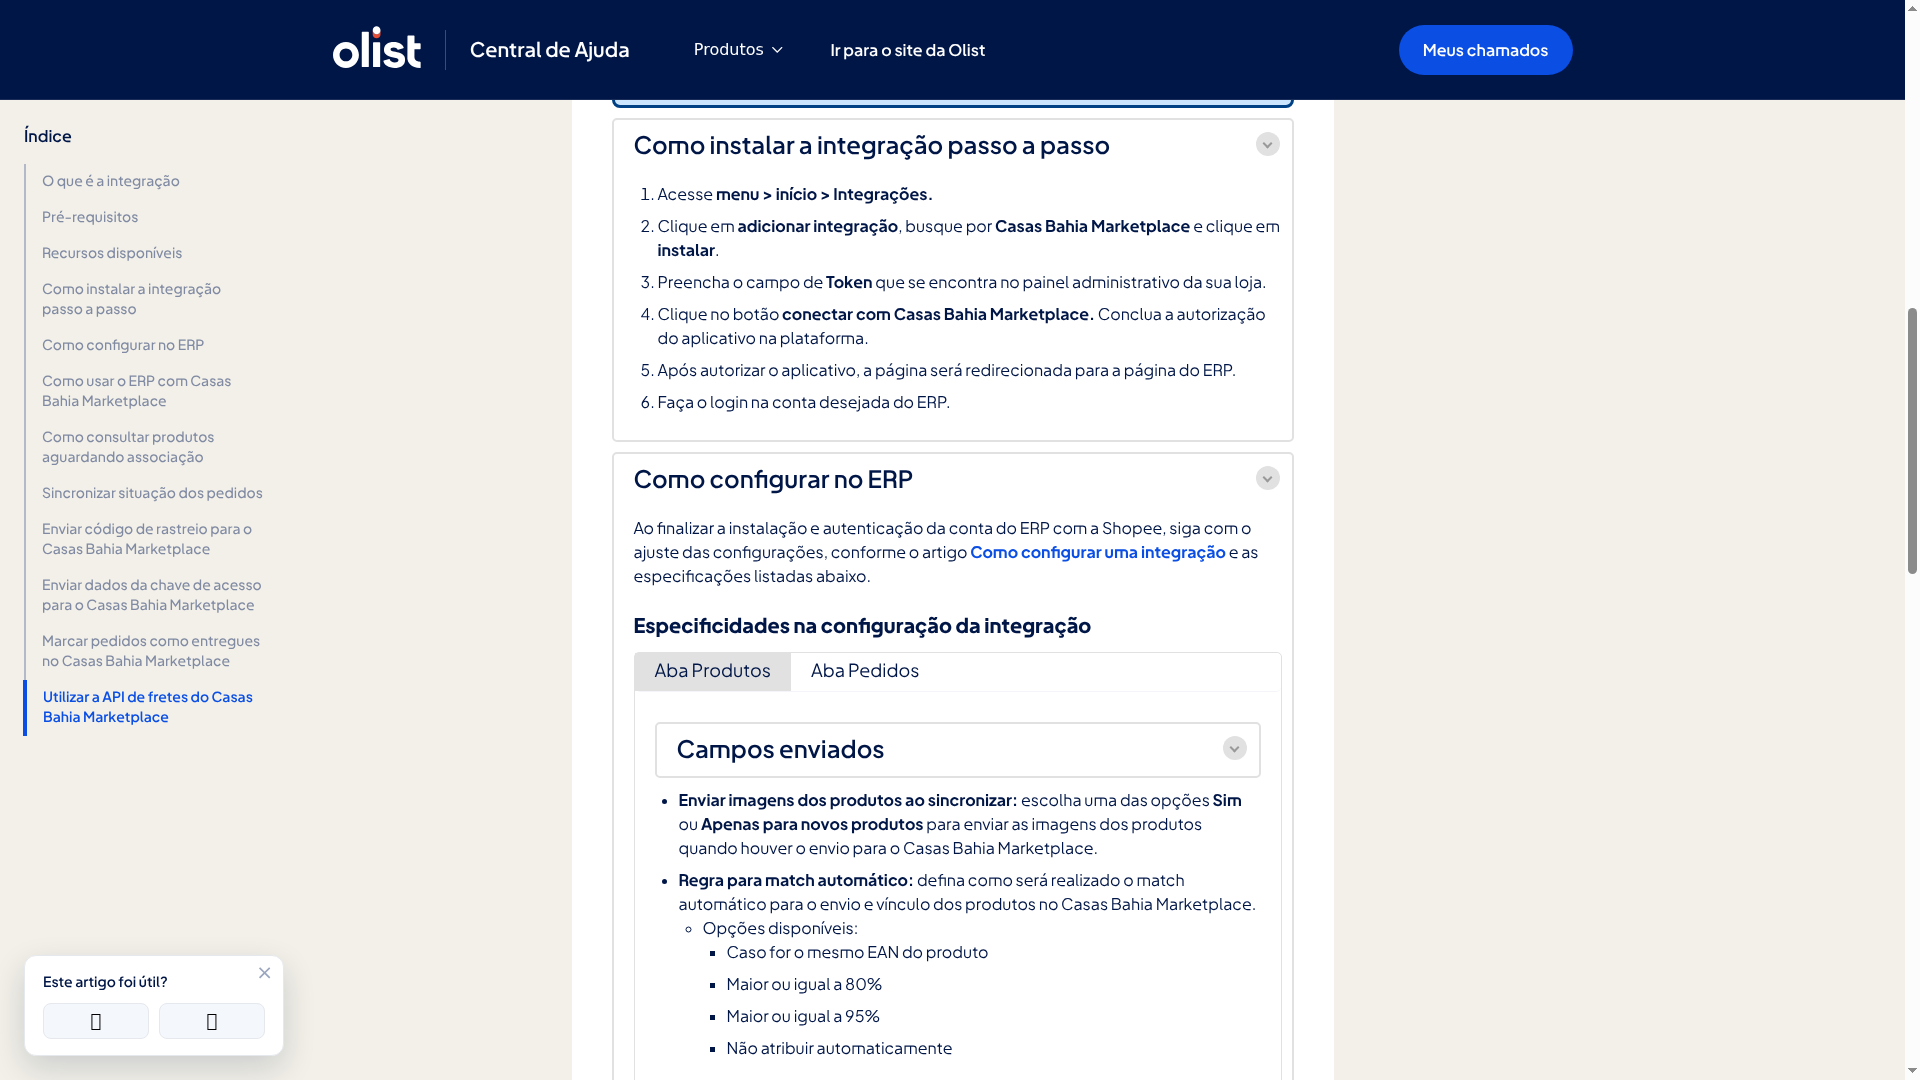 olist
Central de Ajuda
Produtos
Ir para o site da Olist
Meus chamados
Índice
O que é a integração
Pré-requisitos
Recursos disponíveis
Como instalar a integração
passo a passo
Como configurar no ERP
Como usar o ERP com Casas
Bahia Marketplace
Como consultar produtos
aguardando associação
Sincronizar situação dos pedidos
Enviar código de rastreio para o
Casas Bahia Marketplace
Enviar dados da chave de acesso
para o Casas Bahia Marketplace
Marcar pedidos como entregues
no Casas Bahia Marketplace
Utilizar a API de fretes do Casas
Bahia Marketplace
Este artigo foi útil?
Como instalar a integração passo a passo
1. Acesse menu > início > Integrações.
2. Clique em adicionar integração, busque por Casas Bahia Marketplace e clique em
instalar.
3. Preencha o campo de Token que se encontra no painel administrativo da sua loja.
4. Clique no botão conectar com Casas Bahia Marketplace. Conclua a autorização
do aplicativo na plataforma.
5. Após autorizar o aplicativo, a página será redirecionada para a página do ERP.
6. Faça o login na conta desejada do ERP.
Como configurar no ERP
Ao finalizar a instalação e autenticação da conta do ERP com a Shopee, siga com o
ajuste das configurações, conforme o artigo Como configurar uma integração e as
especificações listadas abaixo.
Especificidades na configuração da integração
Aba Produtos
Aba Pedidos
Campos enviados
Enviar imagens dos produtos ao sincronizar: escolha uma das opções Sim
ou Apenas para novos produtos para enviar as imagens dos produtos
quando houver o envio para o Casas Bahia Marketplace.
Regra para match automático: defina como será realizado o match
automático para o envio e vínculo dos produtos no Casas Bahia Marketplace.
Opções disponíveis:
Caso for o mesmo EAN do produto
Maior ou igual a 80%
Maior ou igual a 95%
Não atribuir automaticamente